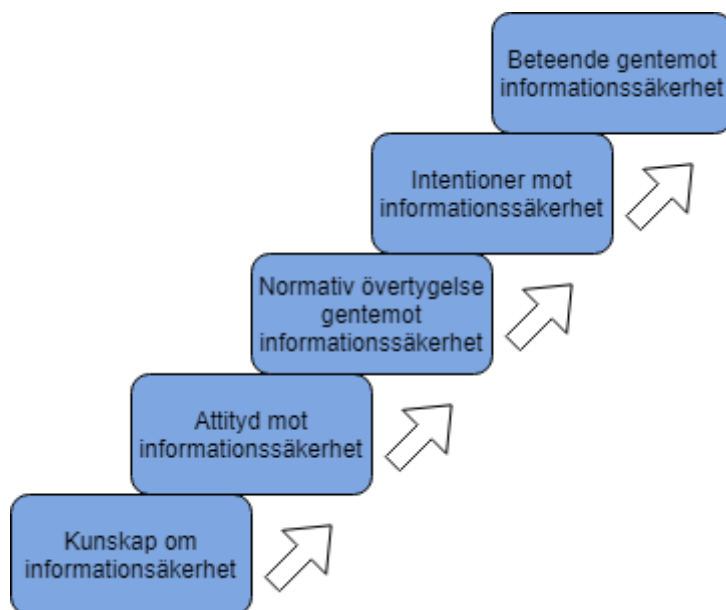 Beteende gentemot
informationssäkerhet
Intentioner mot
informationssäkerhet
Normativ övertygelse
gentemot
informationssäkerhet
Attityd mot
informationssäkerhet
Kunskap om
informationsäkerhet